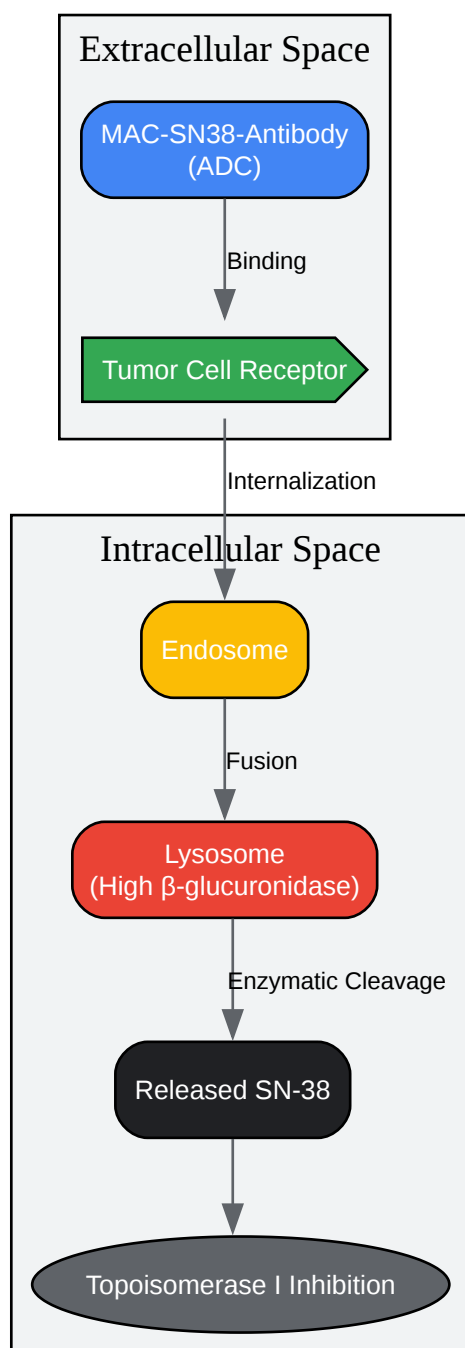 Extracellular Space
MAC-SN38-Antibody
(ADC)
Binding
Tumor Cell Receptor
Internalization
Intracellular Space
Endosome
Fusion
Lysosome
(High β-glucuronidase)
Enzymatic Cleavage
Released SN-38
Topoisomerase I Inhibition